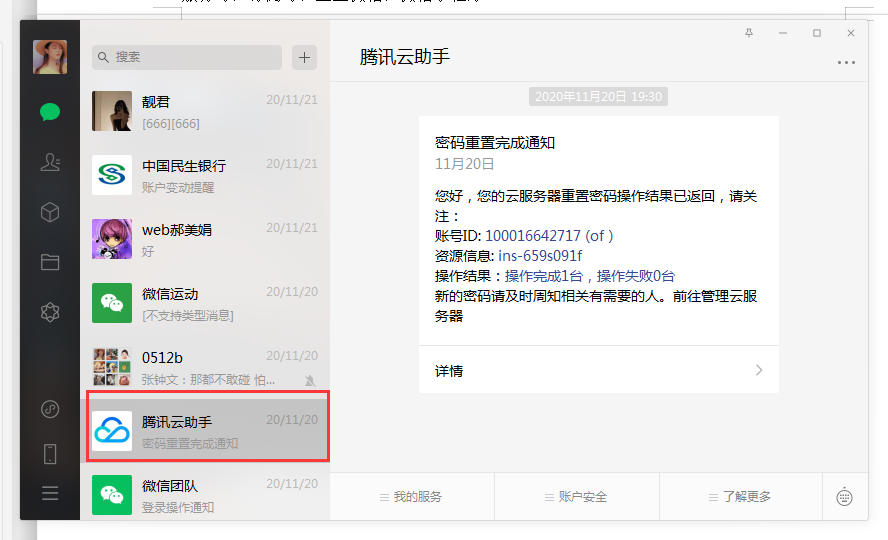 搜索
靓君
20/11/21
[666][666]
中国民生银行
20/11/21
账户变动提醒
web郝美娟
20/11/21
好
微信运动
20/11/20
[不支持类型消息]
0512b
20/11/20
张钟文：那都不敢碰 怕...
腾讯云助手
20/11/20
密码重置完成通知
微信团队
20/11/20
登录操作通知
腾讯云助手
2020年11月20日 19:30
密码重置完成通知
11月20日
您好，您的云服务器重置密码操作结果已返回，请关
注：
账号ID: 100016642717 (of )
资源信息: ins-659s091f
操作结果：操作完成1台，操作失败0台
新的密码请及时周知相关有需要的人。前往管理云服
务器
详情
我的服务
账户安全
了解更多